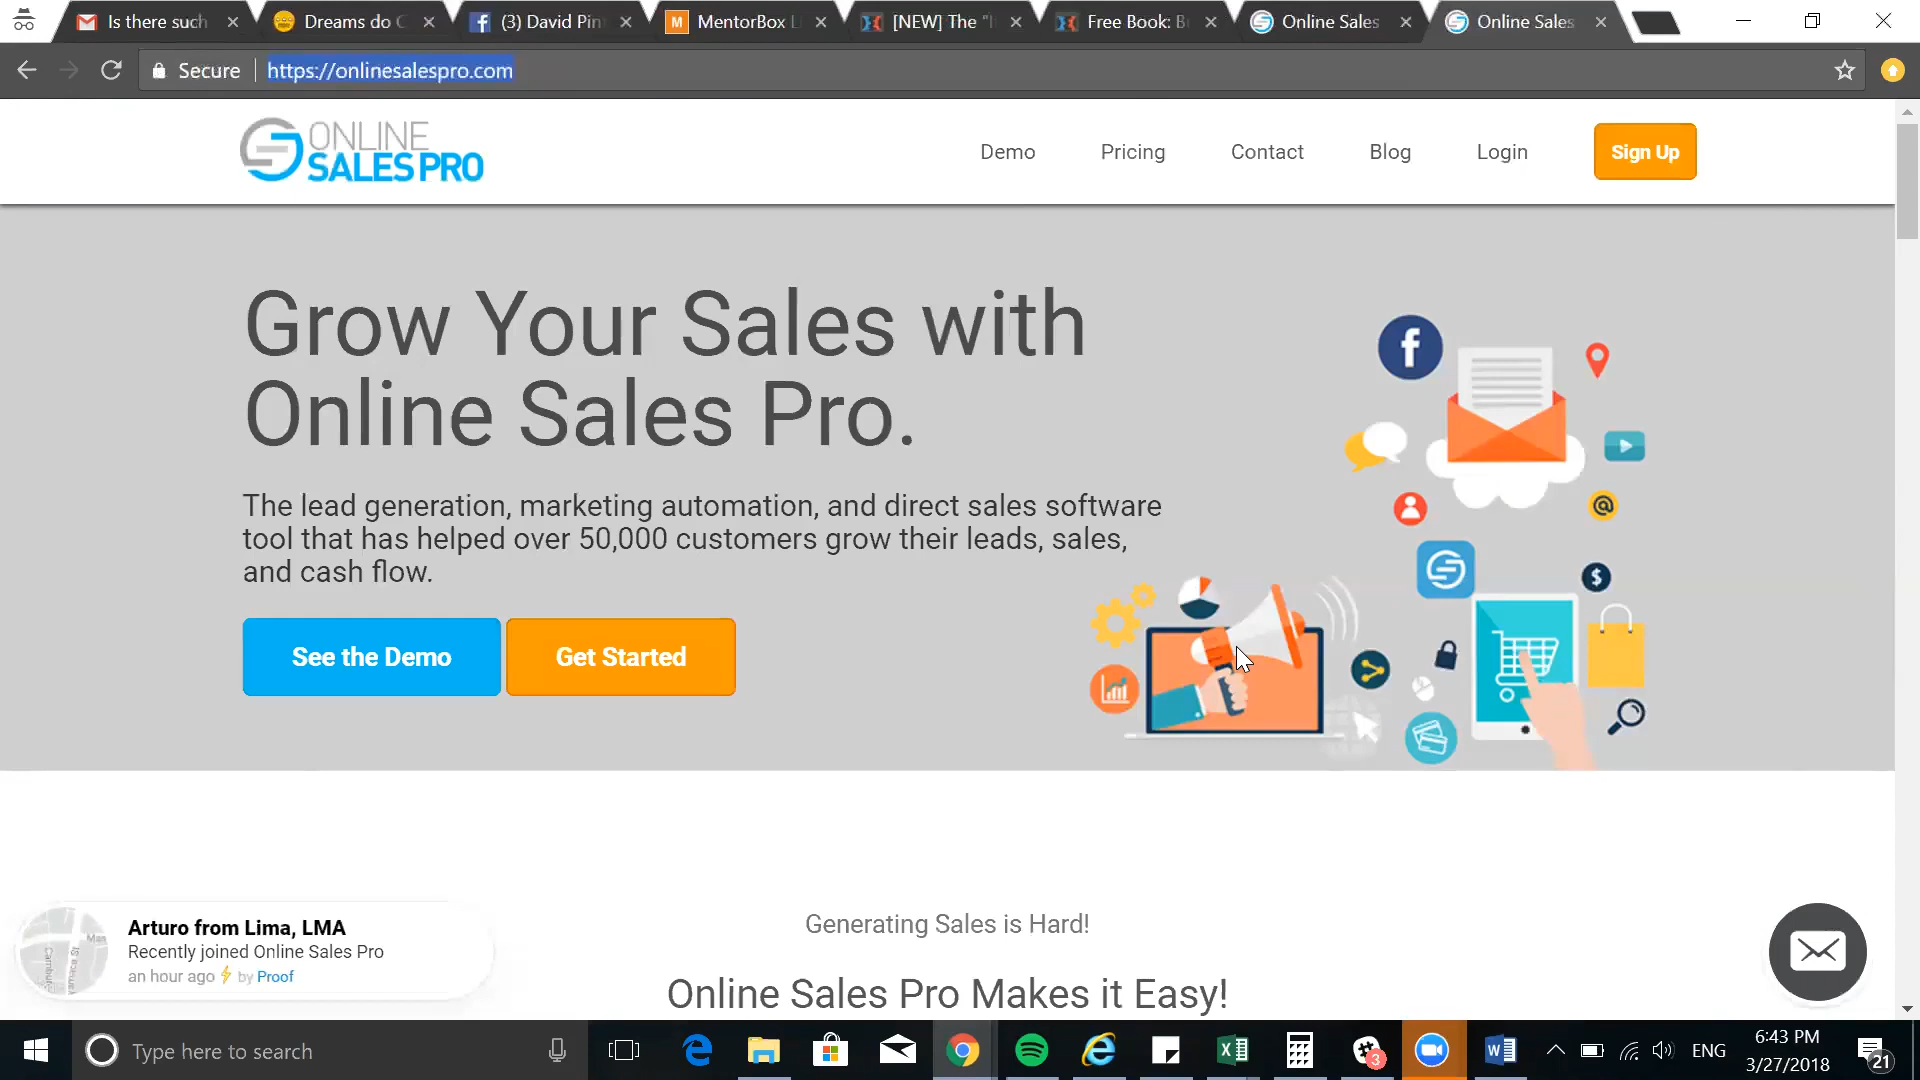 Is there such
Dreams do C
(3) David Pin
MentorBox L
[NEW] The "I
Free Book: B
Online Sales
Online Sales
Secure
https://onlinesalespro.com
ONLINE
SALES PRO
Demo
Pricing
Contact
Blog
Login
Sign Up
Grow Your Sales with
Online Sales Pro.
The lead generation, marketing automation, and direct sales software
tool that has helped over 50,000 customers grow their leads, sales,
and cash flow.
See the Demo
Get Started
Generating Sales is Hard!
Online Sales Pro Makes it Easy!
Arturo from Lima, LMA
Recently joined Online Sales Pro
an hour ago ⚡ by Proof
Type here to search
3
ENG
6:43 PM
3/27/2018
21